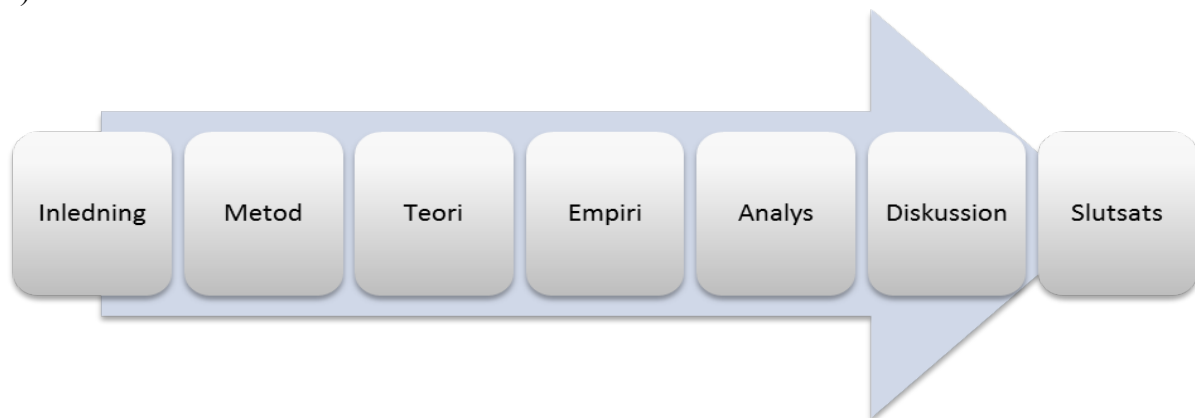 Inledning
Metod
Teori
Empiri
Analys
Diskussion
Slutsats